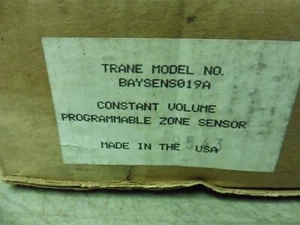 TRANE MODEL NO.
BAYSENS019A
CONSTANT VOLUME
PROGRAMMABLE ZONE SENSOR
MADE IN THE USA